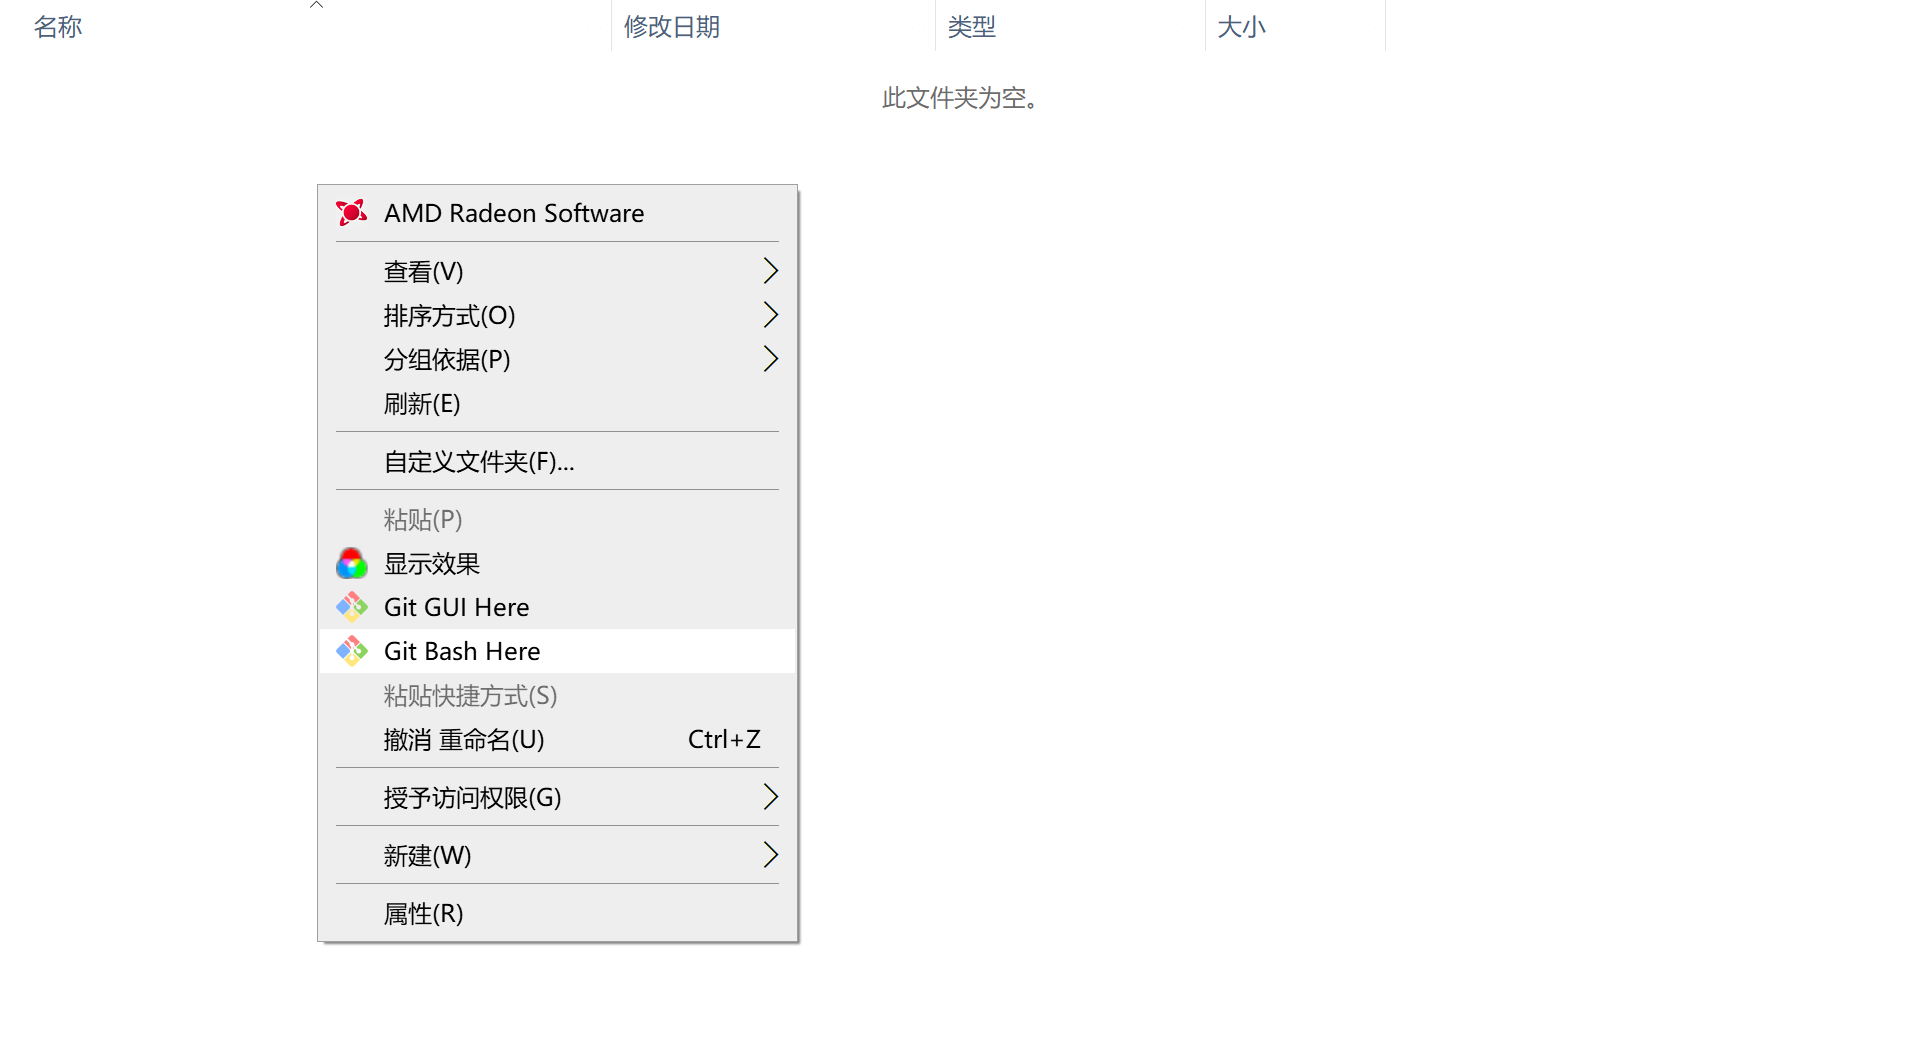 名称 修改日期 类型 大小
此文件夹为空。
AMD Radeon Software
查看(V)
排序方式(O)
分组依据(P)
刷新(E)
自定义文件夹(F)...
粘贴(P)
显示效果
Git GUI Here
Git Bash Here
粘贴快捷方式(S)
撤消 重命名(U) Ctrl+Z
授予访问权限(G)
新建(W)
属性(R)